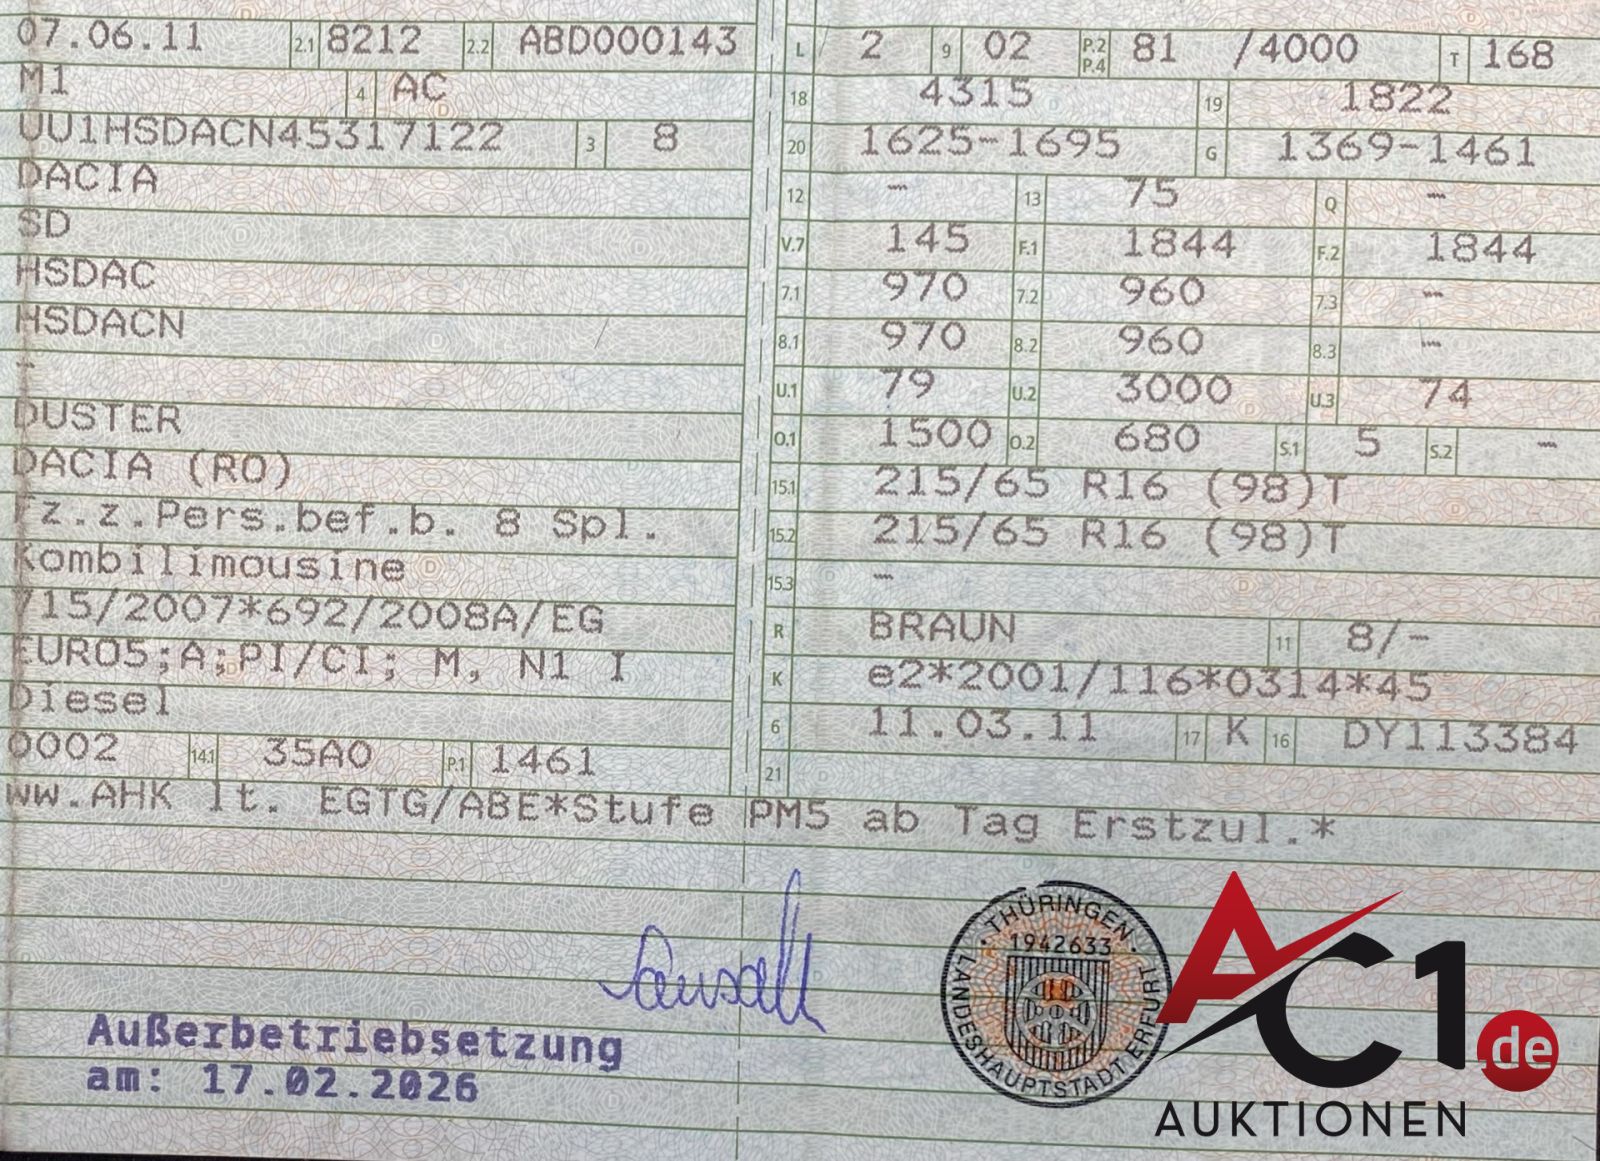 07.06.11 2.1 8212 2.2 ABD000143
M1 4 AC
UU1HSDACN45317122 3 8
DACIA
SD
HSDAC
HSDACN
-
DUSTER
DACIA (RO)
Fz.z.Pers.bef.b. 8 Spl.
Kombilimousine
715/2007*692/2008A/EG
EURO5;A;PI/CI; M, N1 I
Diesel
0002 14.1 35A0 P.1 1461
L 2 9 02 P.2 P.4 81 /4000 T 168
18 4315 19 1822
20 1625-1695 G 1369-1461
12 - 13 75 Q -
V.7 145 F.1 1844 F.2 1844
7.1 970 7.2 960 7.3 -
8.1 970 8.2 960 8.3 -
U.1 79 U.2 3000 U.3 74
O.1 1500 O.2 680 S.1 5 S.2 -
15.1 215/65 R16 (98)T
15.2 215/65 R16 (98)T
15.3 -
R BRAUN 11 8/-
K e2*2001/116*0314*45
6 11.03.11 17 K 16 DY113384
21
ww.AHK lt. EGTG/ABE*Stufe PM5 ab Tag Erstzul.*
Außerbetriebsetzung
am: 17.02.2026
THÜRINGEN
1942633
LANDESHAUPTSTADT ERFURT
AC1.de
AUKTIONEN